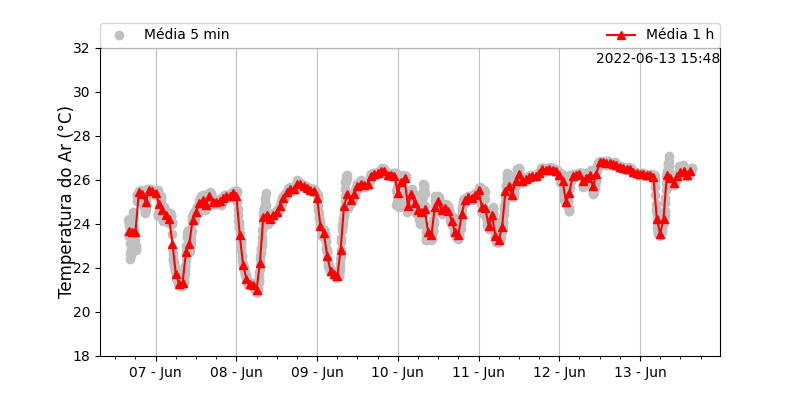 Média 5 min
Média 1 h
2022-06-13 15:48
Temperatura do Ar (°C)
32
30
28
26
24
22
20
18
07 - Jun
08 - Jun
09 - Jun
10 - Jun
11 - Jun
12 - Jun
13 - Jun